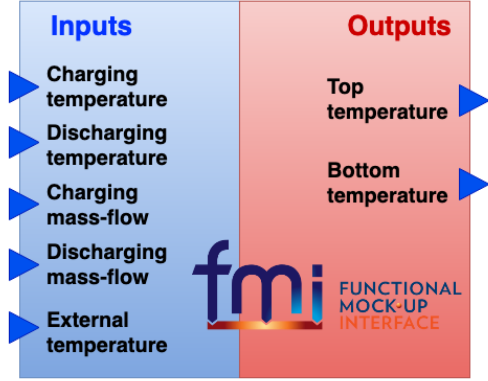 Inputs
Charging
temperature
Discharging
temperature
Charging
mass-flow
Discharging
mass-flow
External
temperature
Outputs
Top
temperature
Bottom
temperature
fmi
FUNCTIONAL
MOCK-UP
INTERFACE